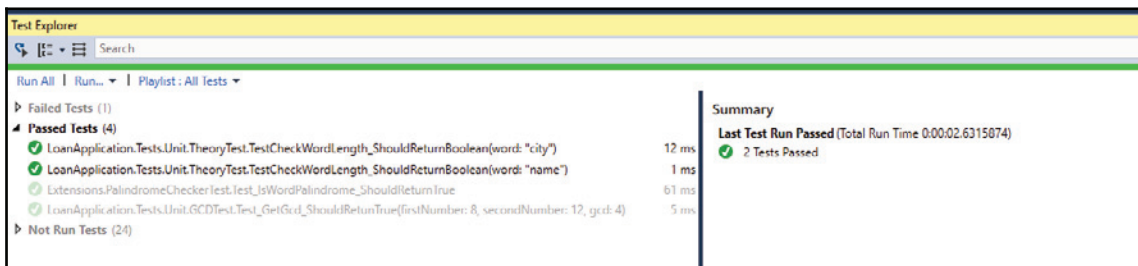 Test Explorer
Search
Run All | Run... | Playlist : All Tests
Failed Tests (1)
Passed Tests (4)
LoanApplication.Tests.Unit.TheoryTest.TestCheckWordLength_ShouldReturnBoolean(word: "city") 12 ms
LoanApplication.Tests.Unit.TheoryTest.TestCheckWordLength_ShouldReturnBoolean(word: "name") 1 ms
Extensions.PalindromeCheckerTest.Test_IsWordPalindrome_ShouldReturnTrue 61 ms
LoanApplication.Tests.Unit.GCDTest.Test_GetGcd_ShouldRetunTrue(firstNumber: 8, secondNumber: 12, gcd: 4) 5 ms
Not Run Tests (24)
Summary
Last Test Run Passed (Total Run Time 0:00:02.6315874)
2 Tests Passed